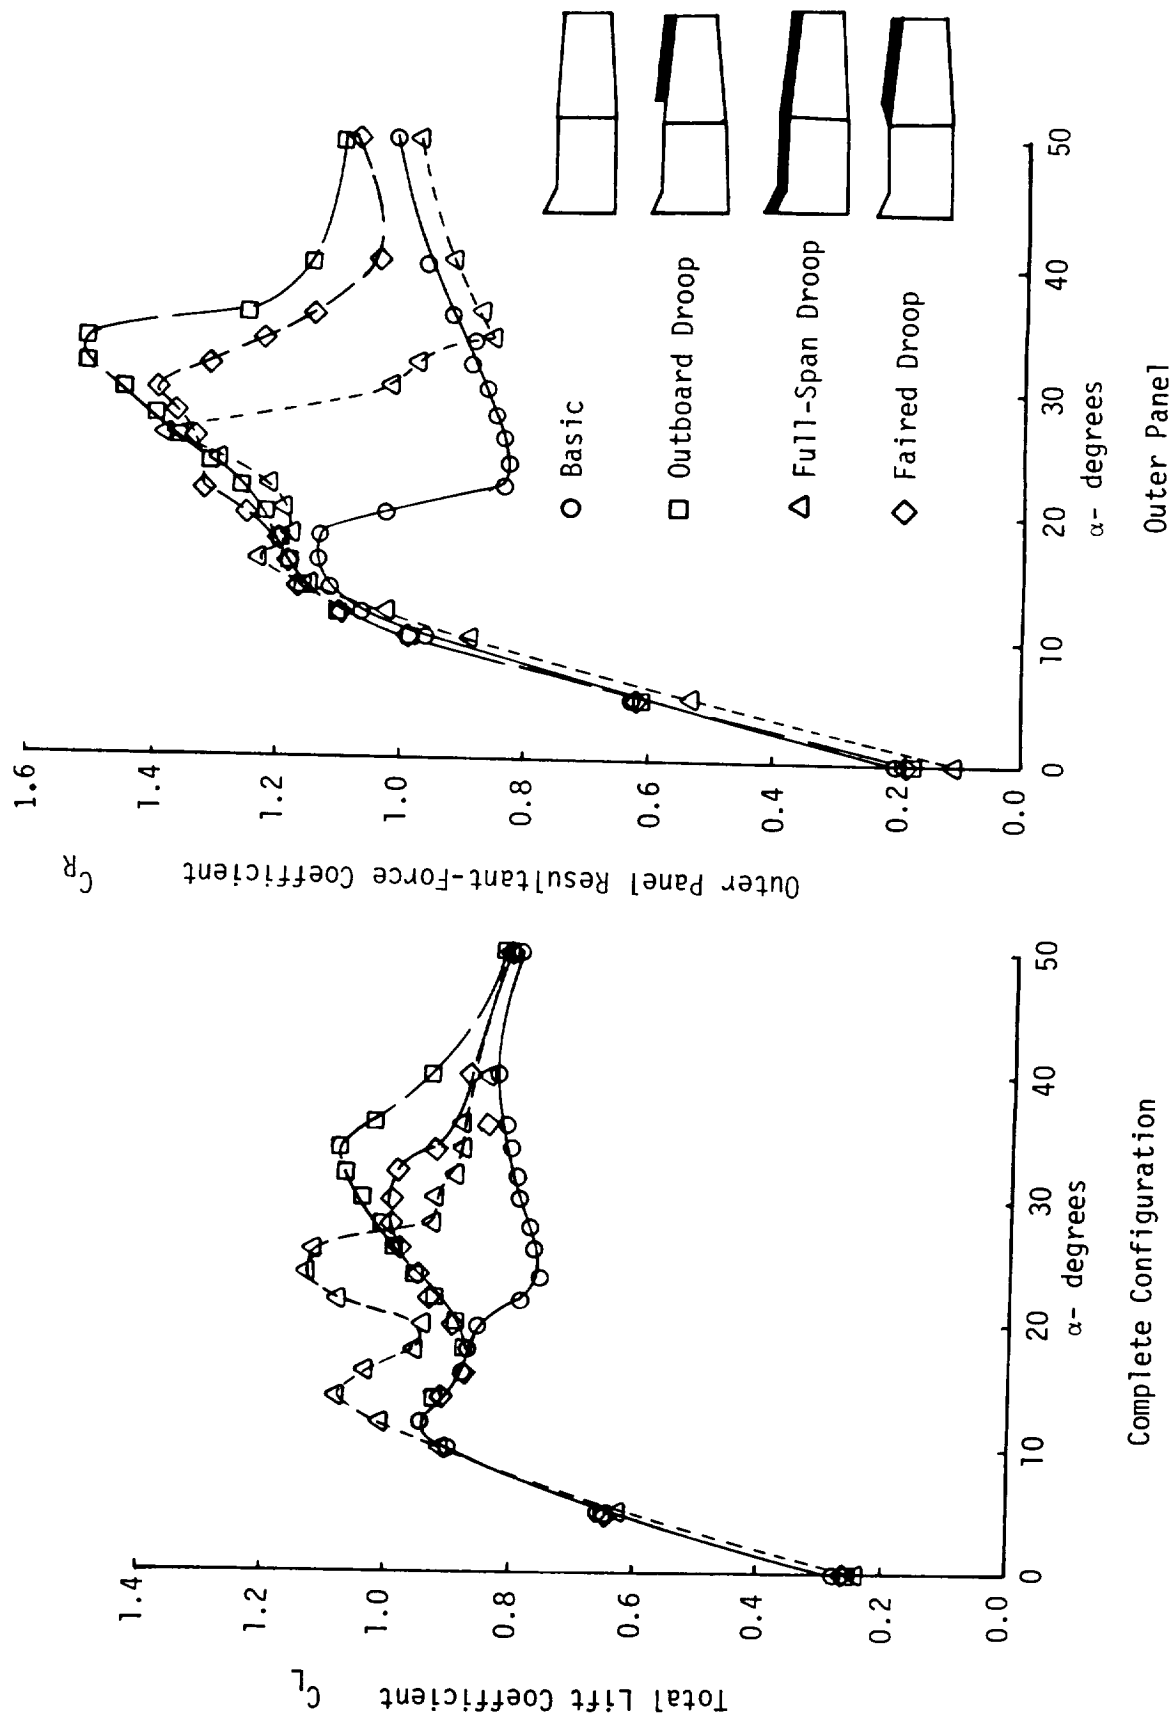 1.4
1.2
1.0
0.8
0.6
0.4
0.2
0.0
Total Lift Coefficient
CL
0
10
20
30
40
50
α- degrees
Complete Configuration
1.6
1.4
1.2
1.0
0.8
0.6
0.4
0.2
0.0
Outer Panel Resultant-Force Coefficient
CR
0
10
20
30
40
50
α- degrees
Outer Panel
Basic
Outboard Droop
Full-Span Droop
Faired Droop